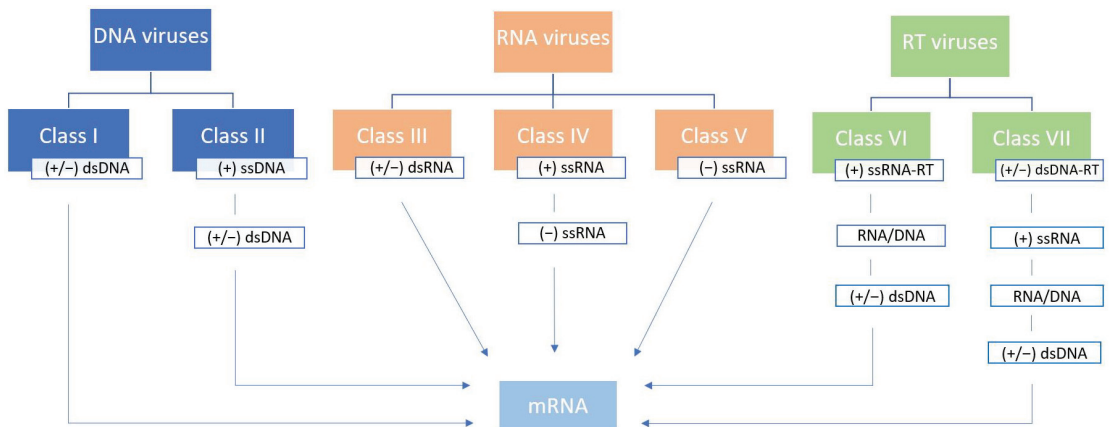 DNA viruses
RNA viruses
RT viruses
Class I
Class II
Class III
Class IV
Class V
Class VI
Class VII
(+/−) dsDNA
(+) ssDNA
(+/−) dsRNA
(+) ssRNA
(−) ssRNA
(+) ssRNA-RT
(+/−) dsDNA-RT
(+/−) dsDNA
(−) ssRNA
RNA/DNA
(+) ssRNA
(+/−) dsDNA
RNA/DNA
(+/−) dsDNA
mRNA